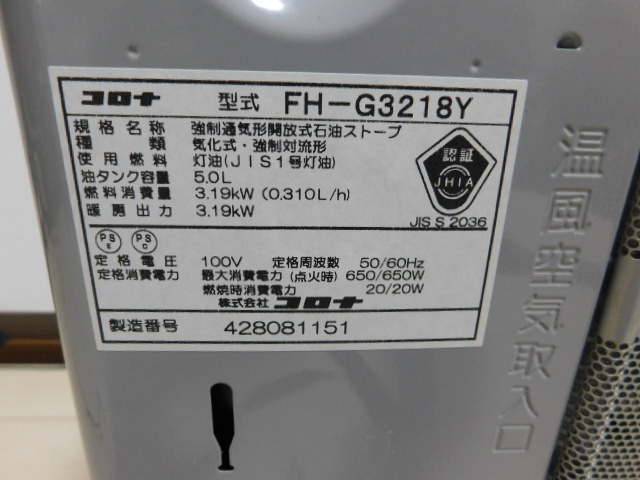 コロナ 型式 FH-G3218Y
規格名称 強制通気形開放式石油ストーブ
種類 気化式・強制対流形
使用燃料 灯油(JIS1号灯油)
油タンク容量 5.0L
燃料消費量 3.19kW (0.310L/h)
暖房出力 3.19kW
認証
JHIA
JIS S 2036
PS E PS C
定格電圧 100V 定格周波数 50/60Hz
定格消費電力 最大消費電力 (点火時) 650/650W
燃焼時消費電力 20/20W
株式会社 コロナ
製造番号 428081151
温風空気取入口